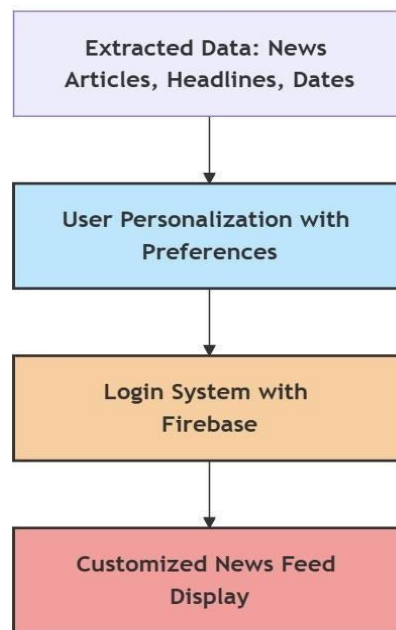 Extracted Data: News
Articles, Headlines, Dates
User Personalization with
Preferences
Login System with
Firebase
Customized News Feed
Display